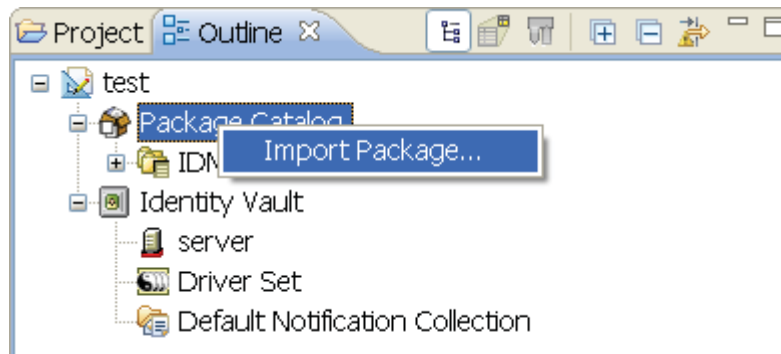 Project Outline
test
Package Catalog
Import Package...
Identity Vault
server
Driver Set
Default Notification Collection